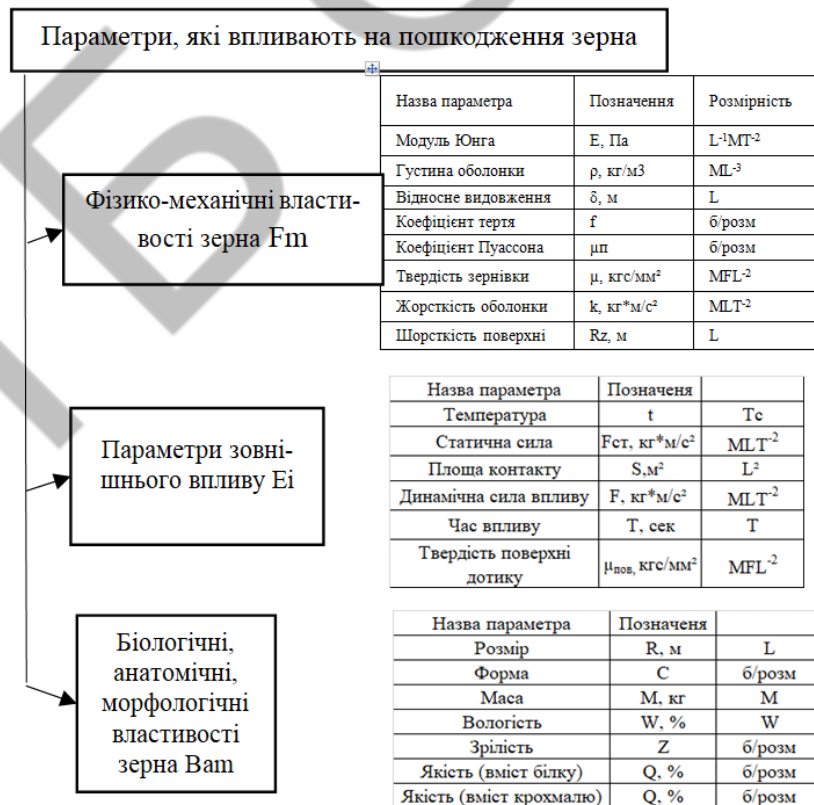 Параметри, які впливають на пошкодження зерна
Назва параметра Позначення Розмірність
Модуль Юнга E, Па L⁻¹MT⁻²
Густина оболонки ρ, кг/м3 ML⁻³
Відносне видовження δ, м L
Коефіцієнт тертя f б/розм
Коефіцієнт Пуассона μп б/розм
Твердість зернівки μ, кгс/мм² MFL⁻²
Жорсткість оболонки k, кг*м/с² MLT⁻²
Шорсткість поверхні Rz, м L
Фізико-механічні власти-
вості зерна Fm
Назва параметра Позначеня
Температура t Tc
Статична сила Fст, кг*м/с² MLT⁻²
Площа контакту S,м² L²
Динамічна сила впливу F, кг*м/с² MLT⁻²
Час впливу T, сек T
Твердість поверхні
дотику μпов, кгс/мм² MFL⁻²
Параметри зовні-
шнього впливу Ei
Назва параметра Позначеня
Розмір R, м L
Форма C б/розм
Маса M, кг M
Вологість W, % W
Зрілість Z б/розм
Якість (вміст білку) Q, % б/розм
Якість (вміст крохмалю) Q, % б/розм
Біологічні,
анатомічні,
морфологічні
властивості
зерна Bam